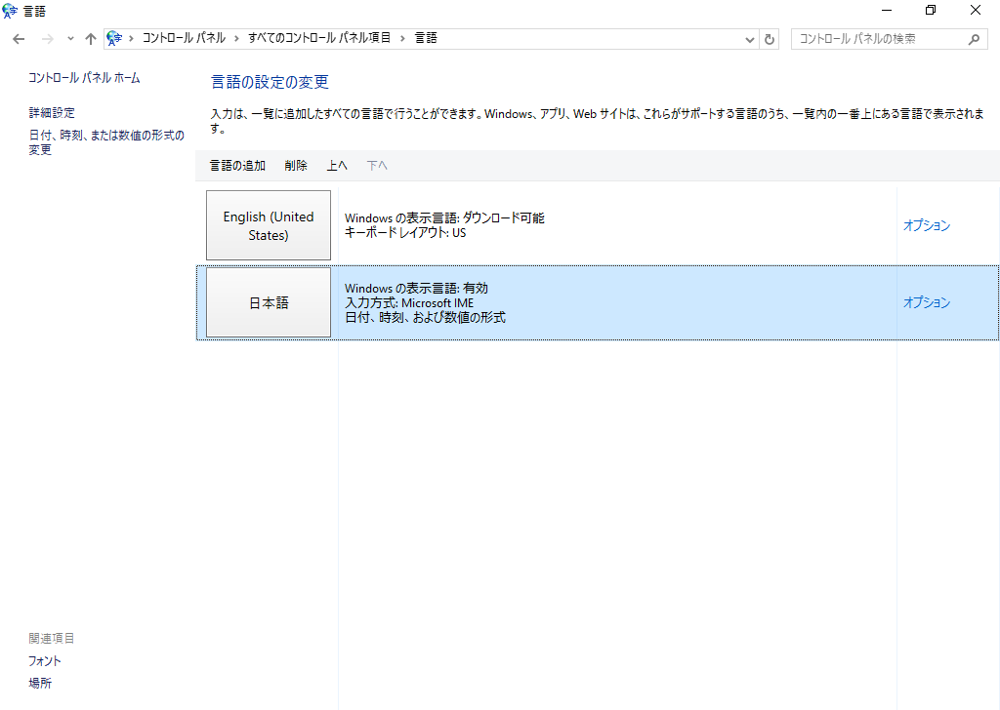 言語
コントロール パネル › すべてのコントロール パネル項目 › 言語
コントロール パネルの検索
コントロール パネル ホーム
詳細設定
日付、時刻、または数値の形式の
変更
言語の設定の変更
入力は、一覧に追加したすべての言語で行うことができます。Windows、アプリ、Web サイトは、これらがサポートする言語のうち、一覧内の一番上にある言語で表示されま
す。
言語の追加 削除 上へ 下へ
English (United
States)
Windows の表示言語: ダウンロード可能
キーボード レイアウト: US
オプション
日本語
Windows の表示言語: 有効
入力方式: Microsoft IME
日付、時刻、および数値の形式
オプション
関連項目
フォント
場所